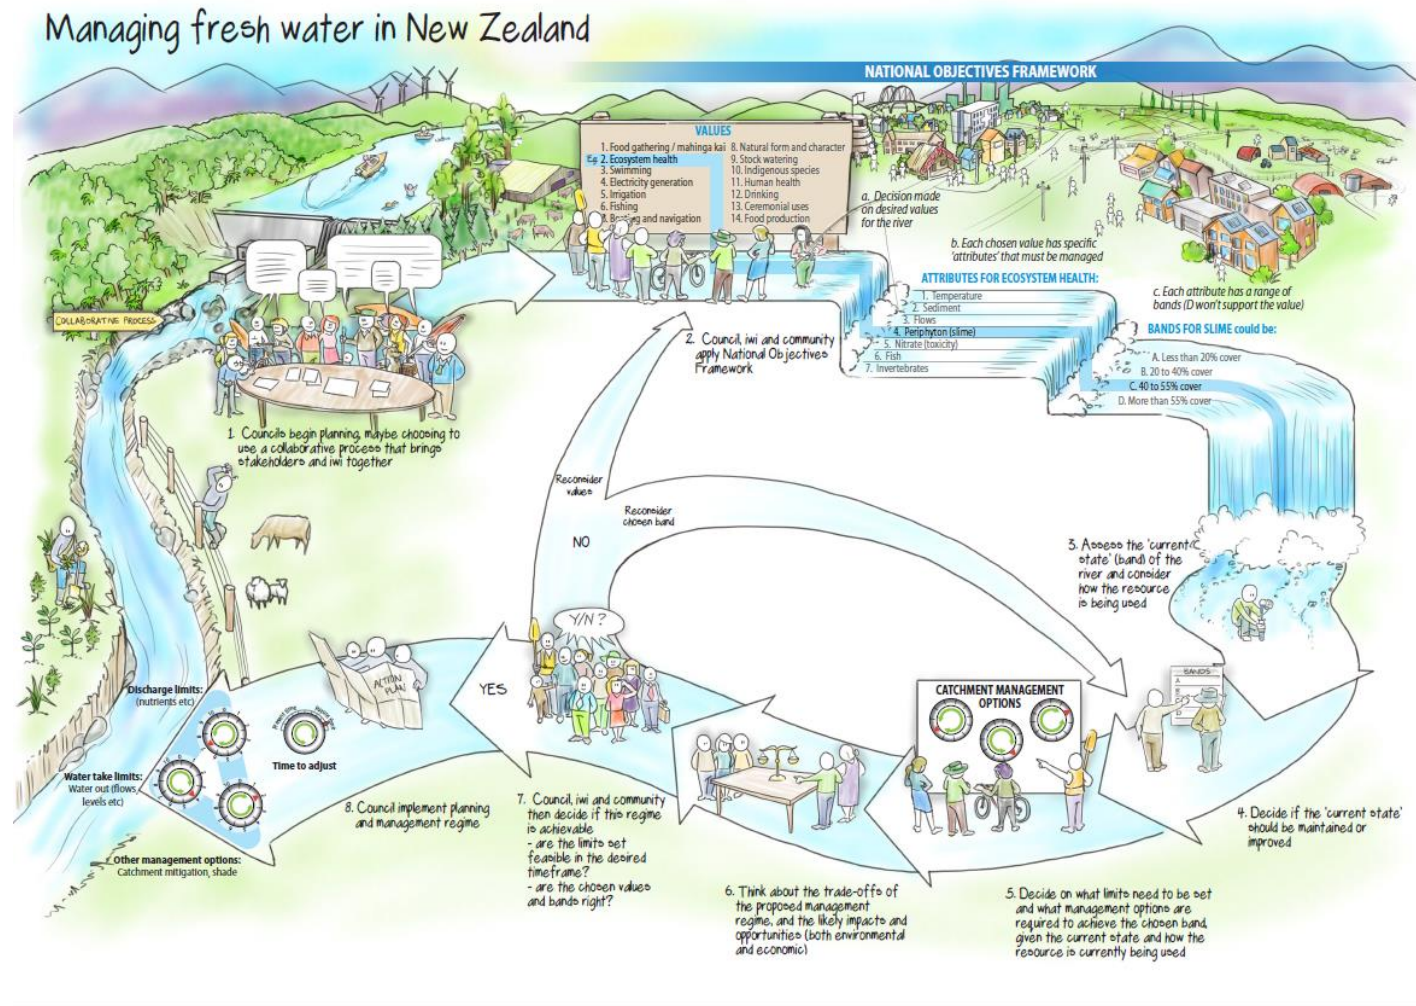 Managing fresh water in New Zealand
NATIONAL OBJECTIVES FRAMEWORK
VALUES
1. Food gathering / mahinga kai
Eg 2. Ecosystem health
3. Swimming
4. Electricity generation
5. Irrigation
6. Fishing
and navigation
8. Natural form and character
9. Stock watering
10. Indigenous species
11. Human health
12. Drinking
13. Ceremonial uses
14. Food production
a. Decision made
on desired values
for the river
b. Each chosen value has specific
'attributes' that must be managed
c. Each attribute has a range of
bands (D won't support the value)
ATTRIBUTES FOR ECOSYSTEM HEALTH:
1. Temperature
2. Sediment
3. Flows
4. Periphyton (slime)
5. Nitrate (toxicity)
6. Fish
7. Invertebrates
BANDS FOR SLIME could be:
A. Less than 20% cover
B. 20 to 40% cover
C. 40 to 55% cover
D. More than 55% cover
COLLABORATIVE PROCESS
1. Councils begin planning, maybe choosing to
use a collaborative process that brings
stakeholders and iwi together
2. Council, iwi and community
apply National Objectives
Framework
Reconsider
values
Reconsider
chosen band
NO
3. Assess the 'current
state' (band) of the
river and consider
how the resource
is being used
BANDS
A
4. Decide if the 'current state'
should be maintained or
improved
CATCHMENT MANAGEMENT
OPTIONS
5. Decide on what limits need to be set
and what management options are
required to achieve the chosen band,
given the current state and how the
resource is currently being used
6. Think about the trade-offs of
the proposed management
regime, and the likely impacts and
opportunities (both environmental
and economic)
Y/N?
YES
7. Council, iwi and community
then decide if this regime
is achievable
- are the limits set
feasible in the desired
timeframe?
- are the chosen values
and bands right?
ACTION
PLAN
8. Council implement planning
and management regime
Time to adjust
Discharge limits:
(nutrients etc)
Water take limits:
Water out (flows,
levels etc)
Other management options:
Catchment mitigation, shade